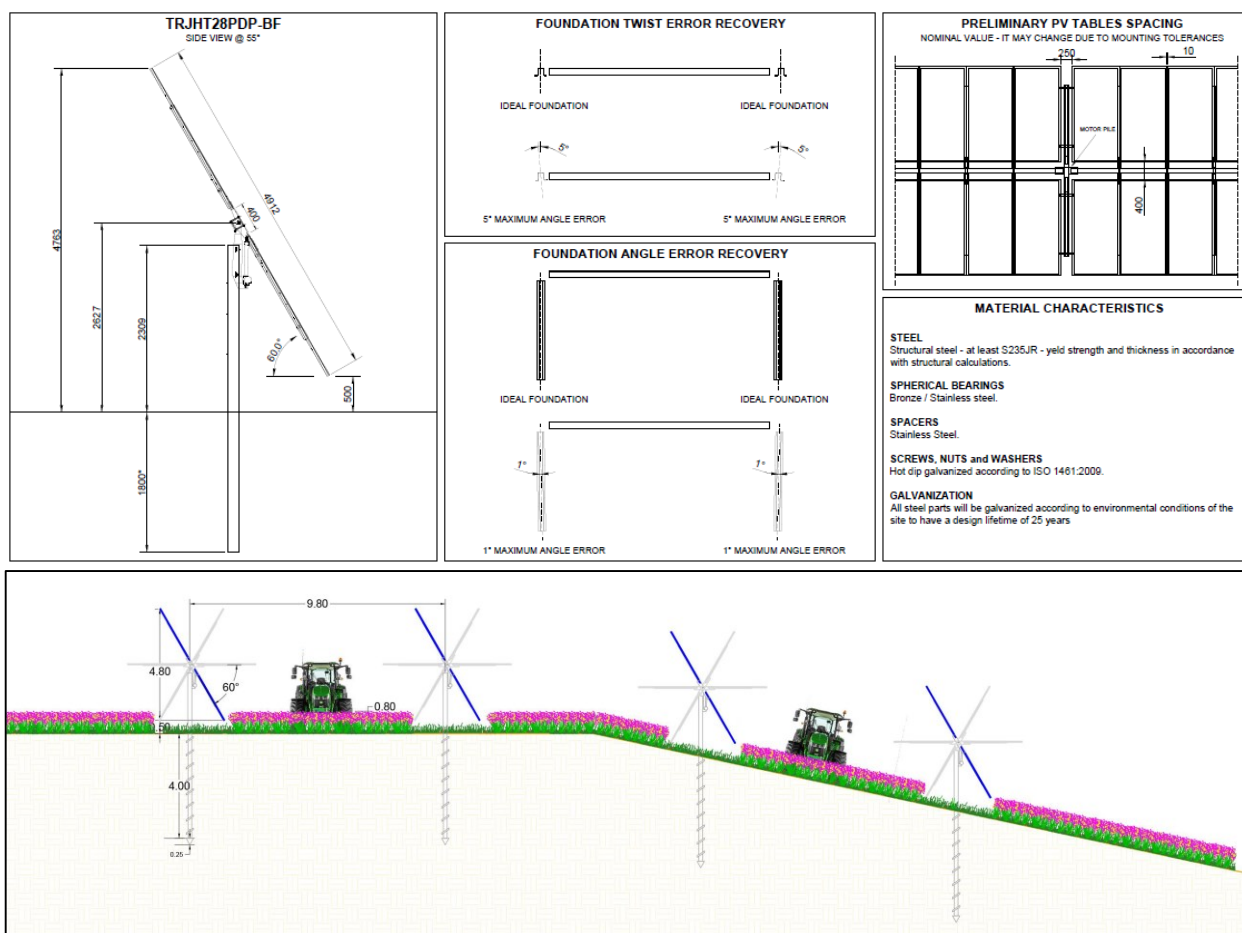 TRJHT28PDP-BF
SIDE VIEW @ 55°
4763
2627
2309
1800*
4912
400
60,0°
500
FOUNDATION TWIST ERROR RECOVERY
IDEAL FOUNDATION
IDEAL FOUNDATION
5°
5°
5° MAXIMUM ANGLE ERROR
5° MAXIMUM ANGLE ERROR
FOUNDATION ANGLE ERROR RECOVERY
IDEAL FOUNDATION
IDEAL FOUNDATION
1°
1°
1° MAXIMUM ANGLE ERROR
1° MAXIMUM ANGLE ERROR
PRELIMINARY PV TABLES SPACING
NOMINAL VALUE - IT MAY CHANGE DUE TO MOUNTING TOLERANCES
250
10
MOTOR PILE
400
MATERIAL CHARACTERISTICS
STEEL
Structural steel - at least S235JR - yeld strength and thickness in accordance
with structural calculations.
SPHERICAL BEARINGS
Bronze / Stainless steel.
SPACERS
Stainless Steel.
SCREWS, NUTS and WASHERS
Hot dip galvanized according to ISO 1461:2009.
GALVANIZATION
All steel parts will be galvanized according to environmental conditions of the
site to have a design lifetime of 25 years
9.80
4.80
60°
0.80
.50
4.00
0.25